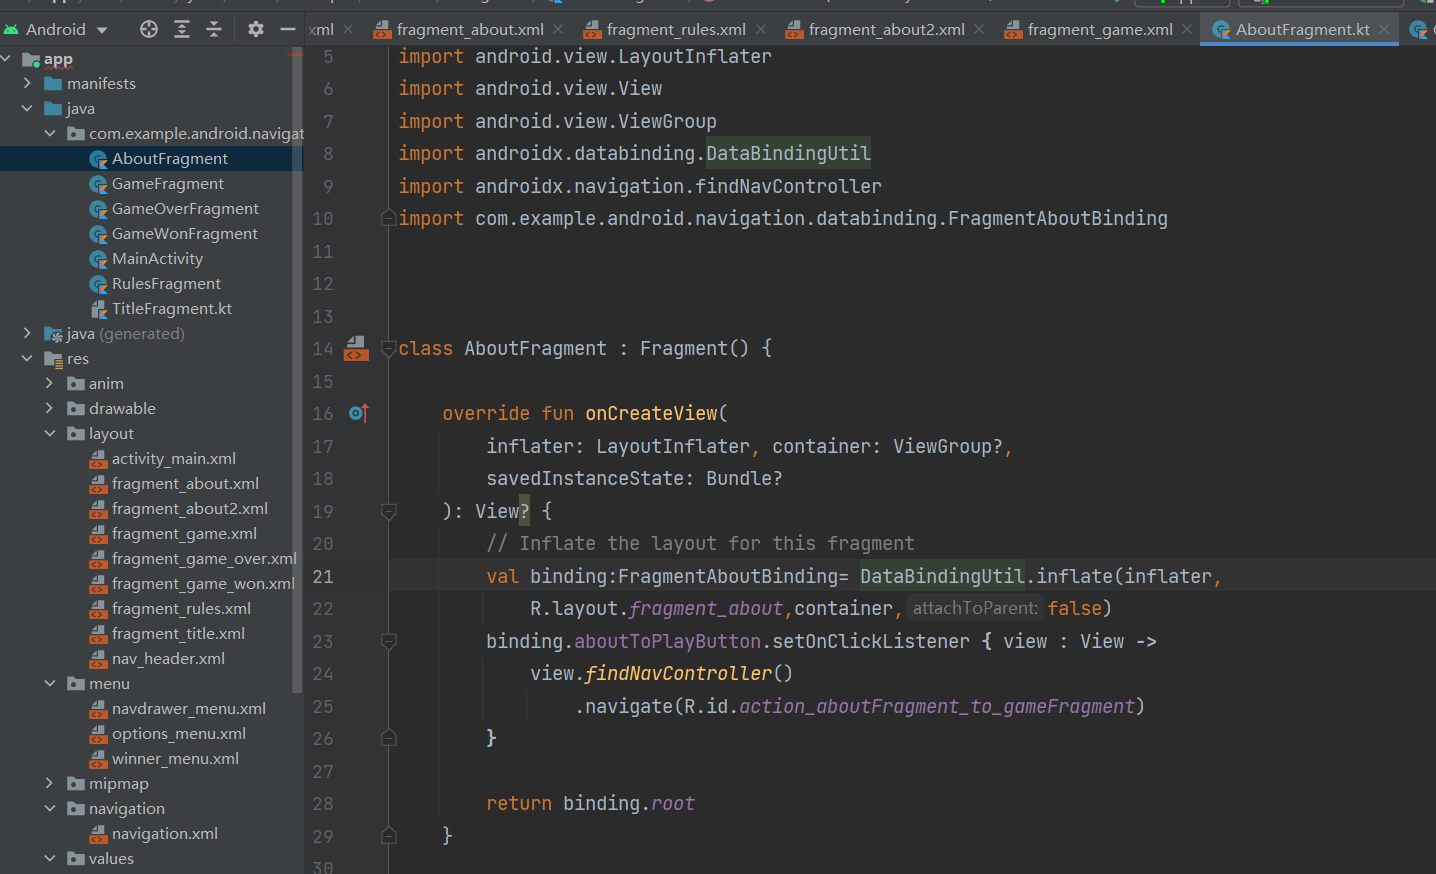 Android
xml
fragment_about.xml
fragment_rules.xml
fragment_about2.xml
fragment_game.xml
AboutFragment.kt
app
manifests
java
com.example.android.navigat
AboutFragment
GameFragment
GameOverFragment
GameWonFragment
MainActivity
RulesFragment
TitleFragment.kt
java (generated)
res
anim
drawable
layout
activity_main.xml
fragment_about.xml
fragment_about2.xml
fragment_game.xml
fragment_game_over.xml
fragment_game_won.xml
fragment_rules.xml
fragment_title.xml
nav_header.xml
menu
navdrawer_menu.xml
options_menu.xml
winner_menu.xml
mipmap
navigation
navigation.xml
values
5 import android.view.LayoutInflater
6 import android.view.View
7 import android.view.ViewGroup
8 import androidx.databinding.DataBindingUtil
9 import androidx.navigation.findNavController
10 import com.example.android.navigation.databinding.FragmentAboutBinding
11
12
13
14 class AboutFragment : Fragment() {
15
16 override fun onCreateView(
17 inflater: LayoutInflater, container: ViewGroup?,
18 savedInstanceState: Bundle?
19 ): View? {
20 // Inflate the layout for this fragment
21 val binding:FragmentAboutBinding= DataBindingUtil.inflate(inflater,
22 R.layout.fragment_about,container, attachToParent: false)
23 binding.aboutToPlayButton.setOnClickListener { view : View ->
24 view.findNavController()
25 .navigate(R.id.action_aboutFragment_to_gameFragment)
26 }
27
28 return binding.root
29 }
30